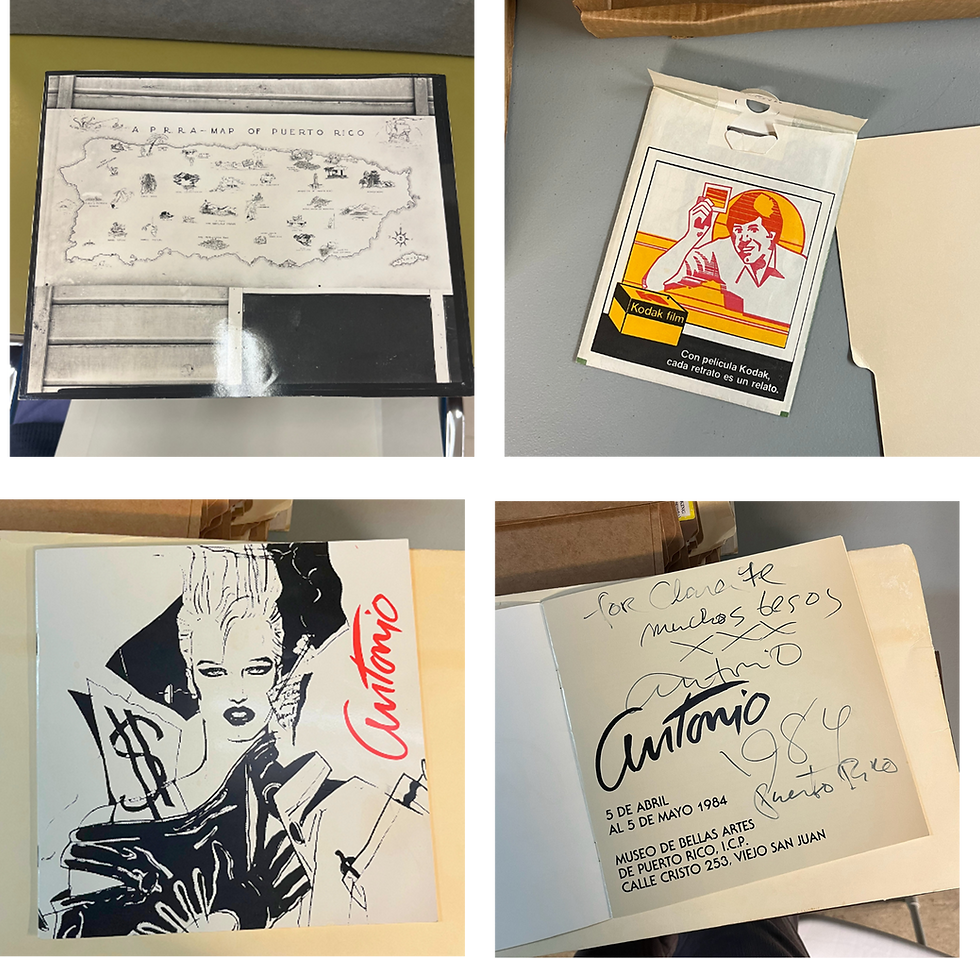 A P.R.R.A-MAP OF PUERTO RICO
Kodak film
Con película Kodak,
cada retrato es un relato.
Antonio
$
Por Clara Fe
muchos besos
XXX
Antonio
Antonio
1984
Puerto Rico
5 DE ABRIL
AL 5 DE MAYO 1984
MUSEO DE BELLAS ARTES
DE PUERTO RICO, I.C.P.
CALLE CRISTO 253, VIEJO SAN JUAN